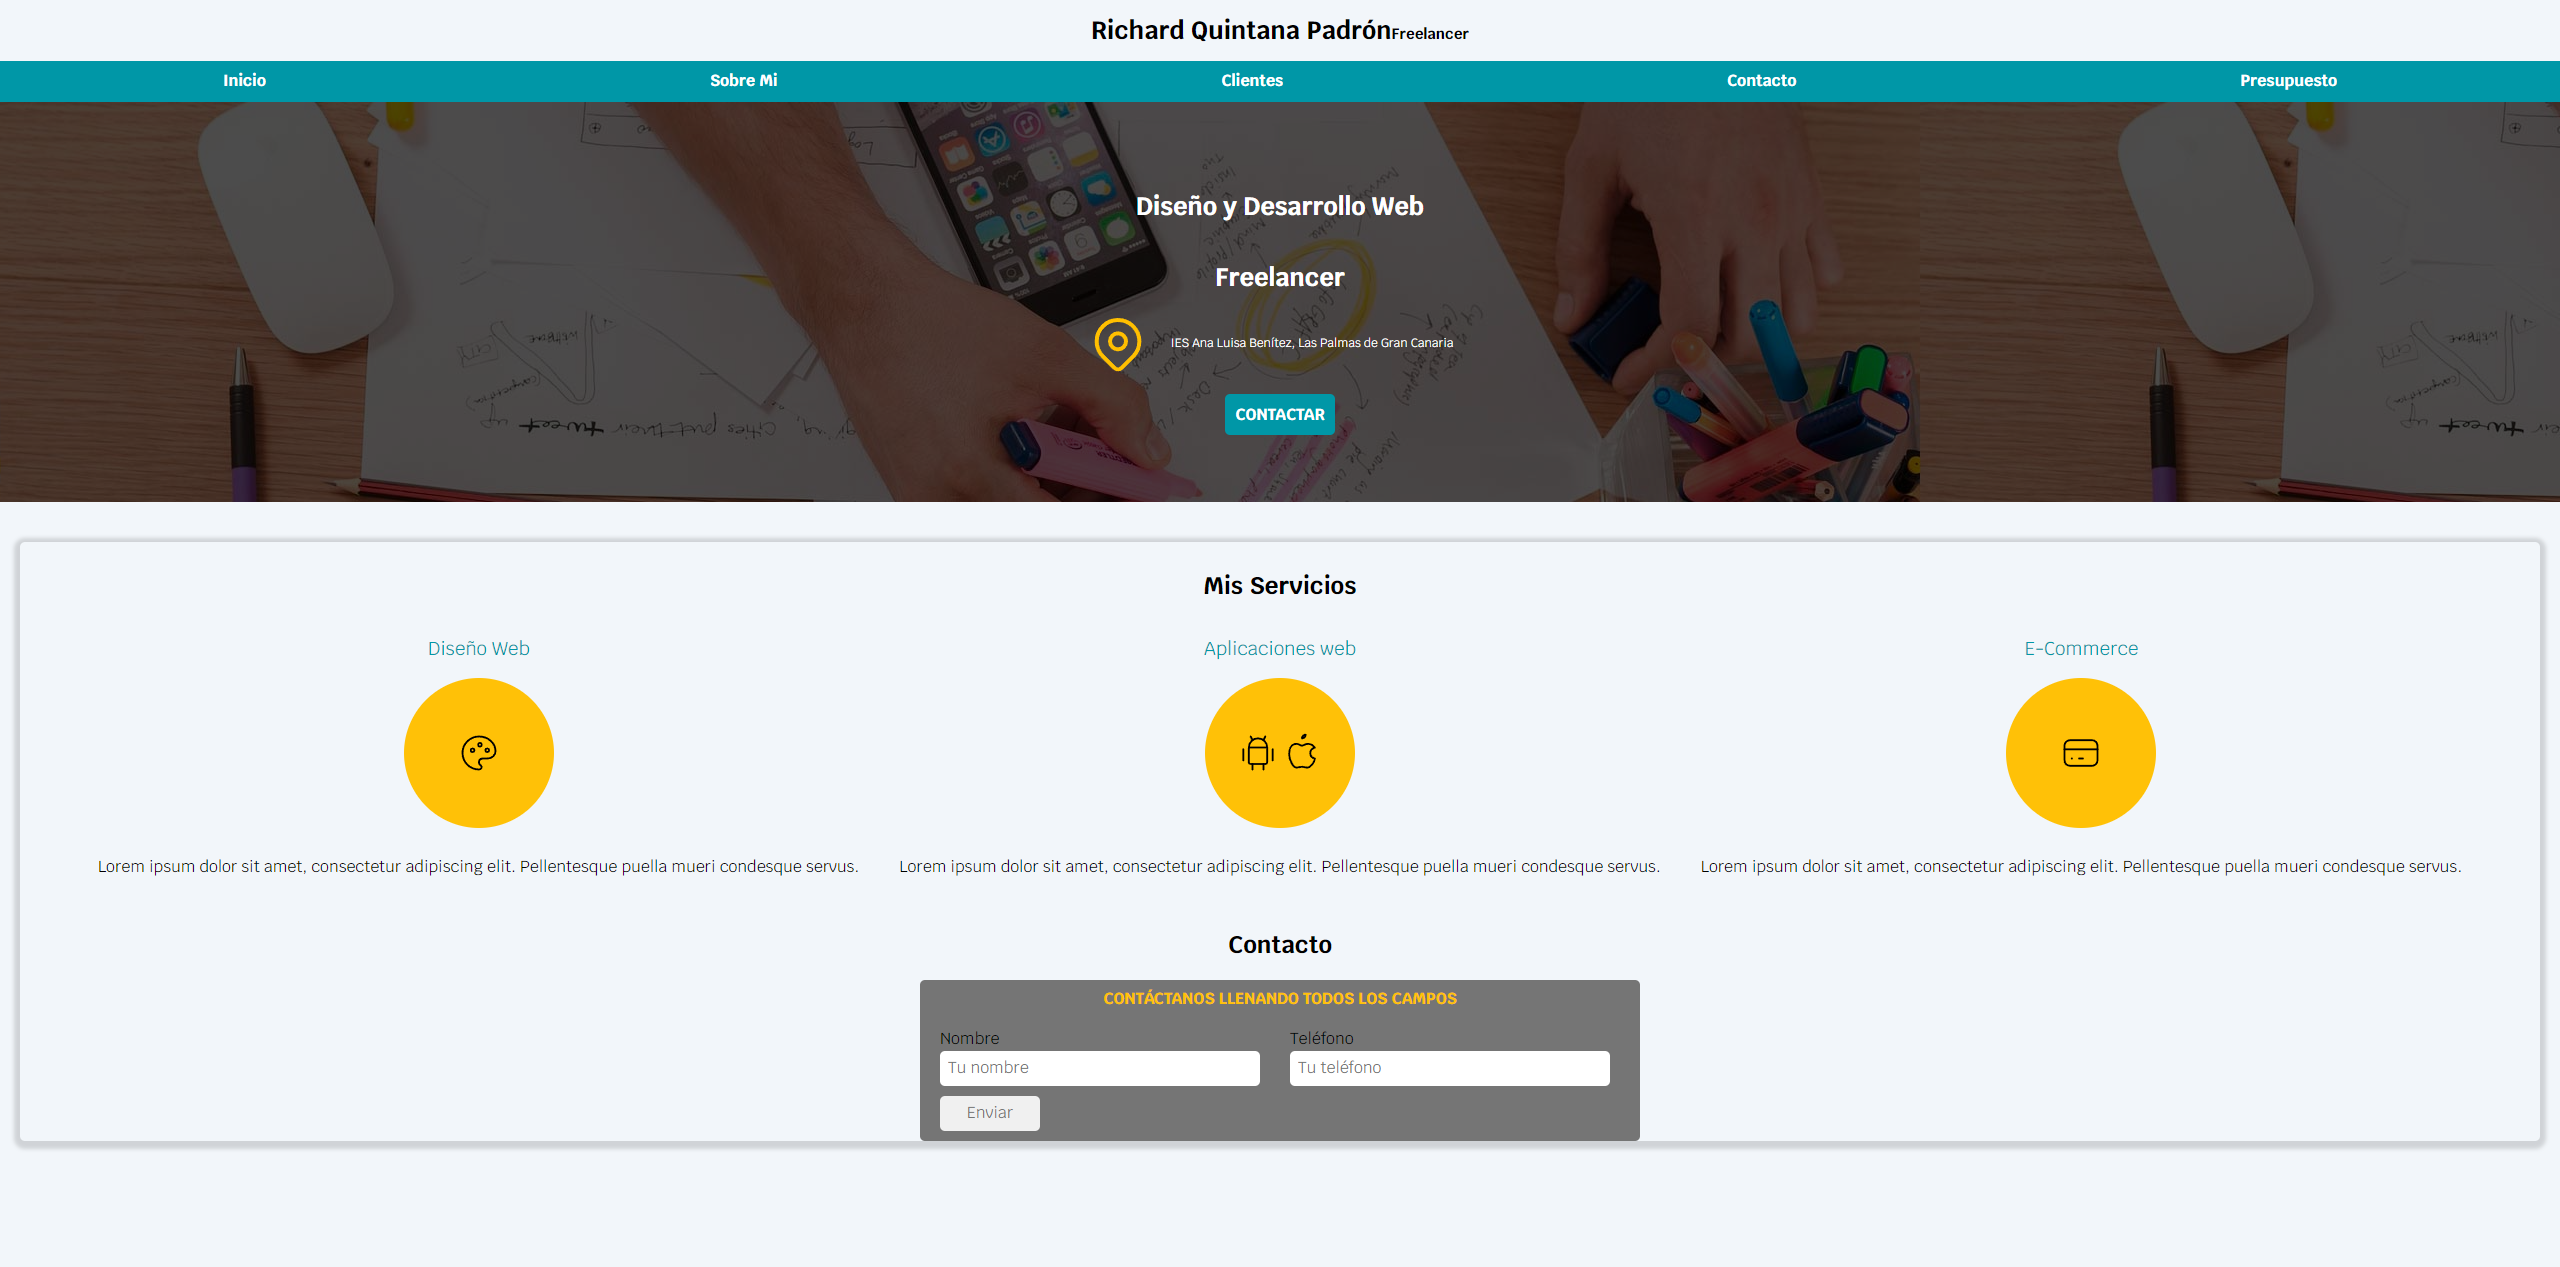 Richard Quintana PadrónFreelancer
Inicio Sobre Mi Clientes Contacto Presupuesto
Diseño y Desarrollo Web
Freelancer
IES Ana Luisa Benítez, Las Palmas de Gran Canaria
CONTACTAR
Mis Servicios
Diseño Web Aplicaciones web E-Commerce
Lorem ipsum dolor sit amet, consectetur adipiscing elit. Pellentesque puella mueri condesque servus. Lorem ipsum dolor sit amet, consectetur adipiscing elit. Pellentesque puella mueri condesque servus. Lorem ipsum dolor sit amet, consectetur adipiscing elit. Pellentesque puella mueri condesque servus.
Contacto
CONTÁCTANOS LLENANDO TODOS LOS CAMPOS
Nombre Teléfono
Tu nombre Tu teléfono
Enviar